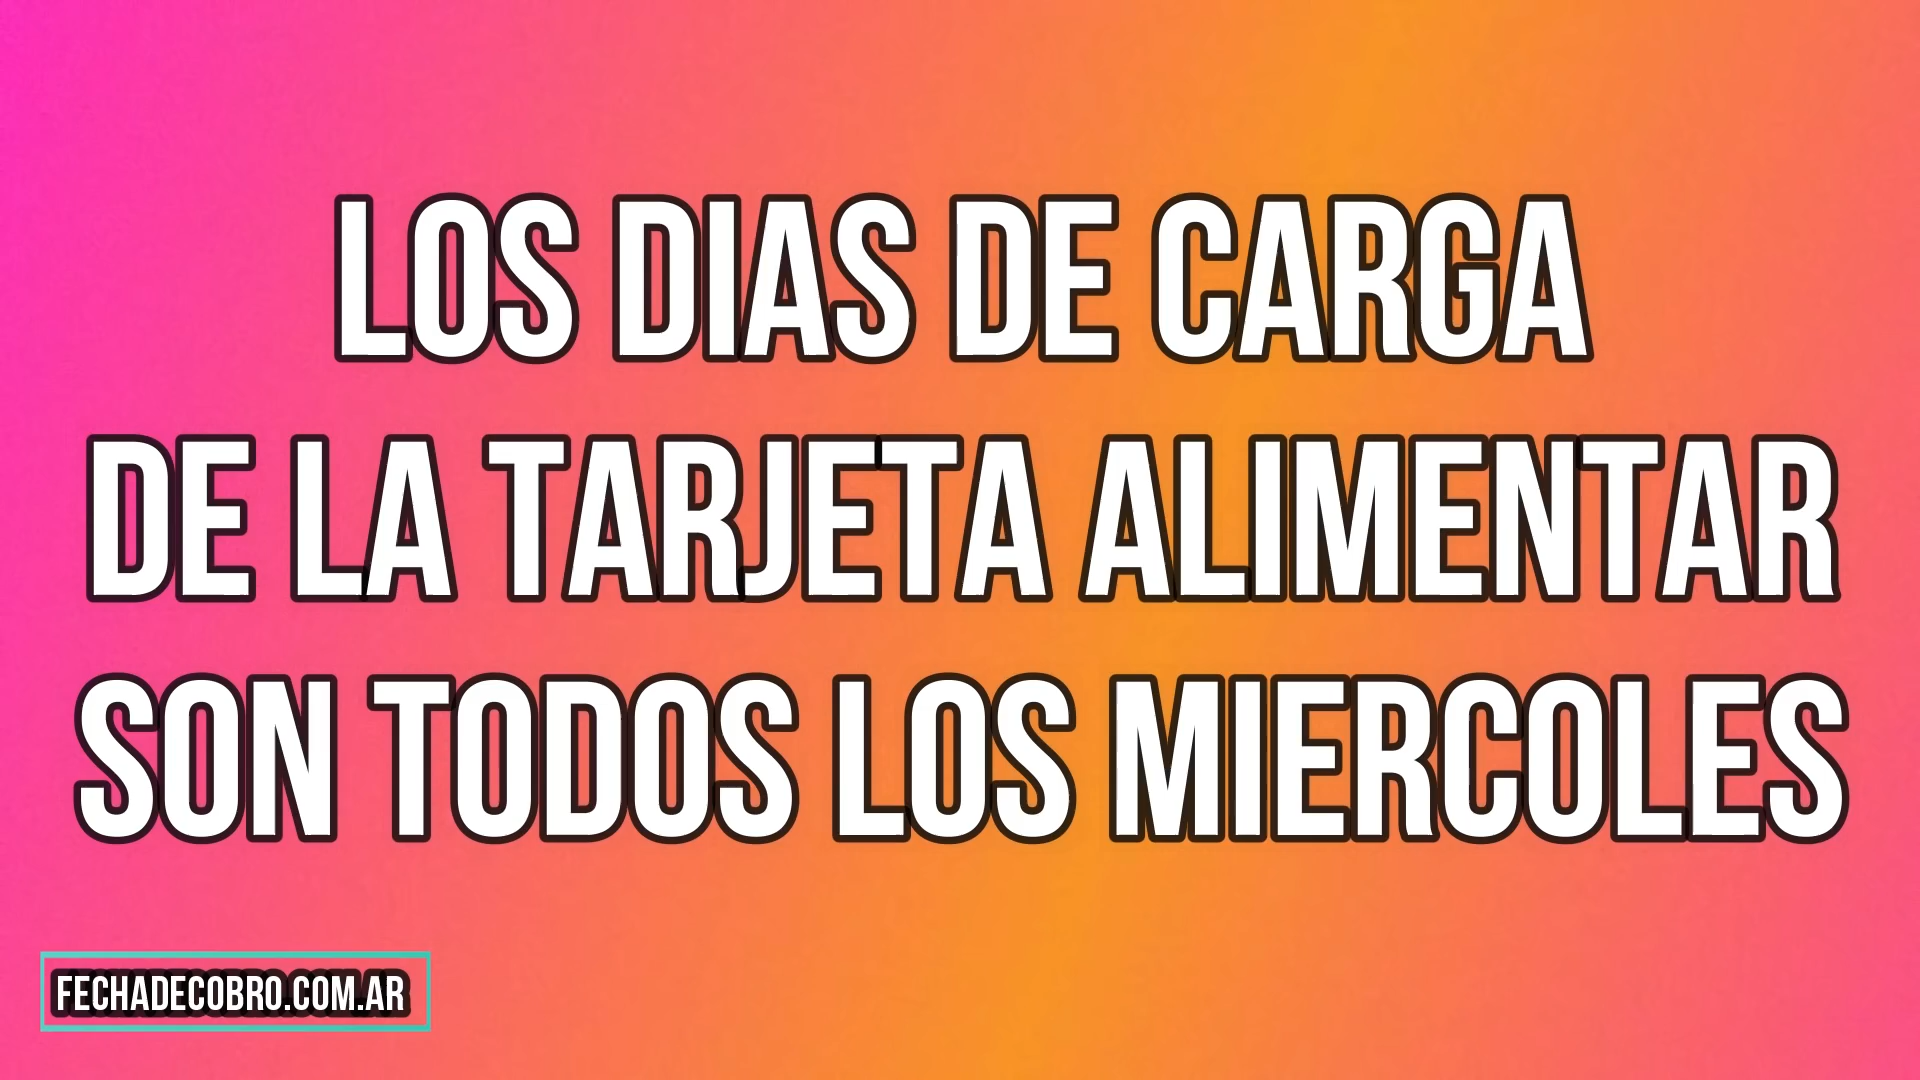 LOS DIAS DE CARGA
DE LA TARJETA ALIMENTAR
SON TODOS LOS MIERCOLES
FECHADECOBRO.COM.AR